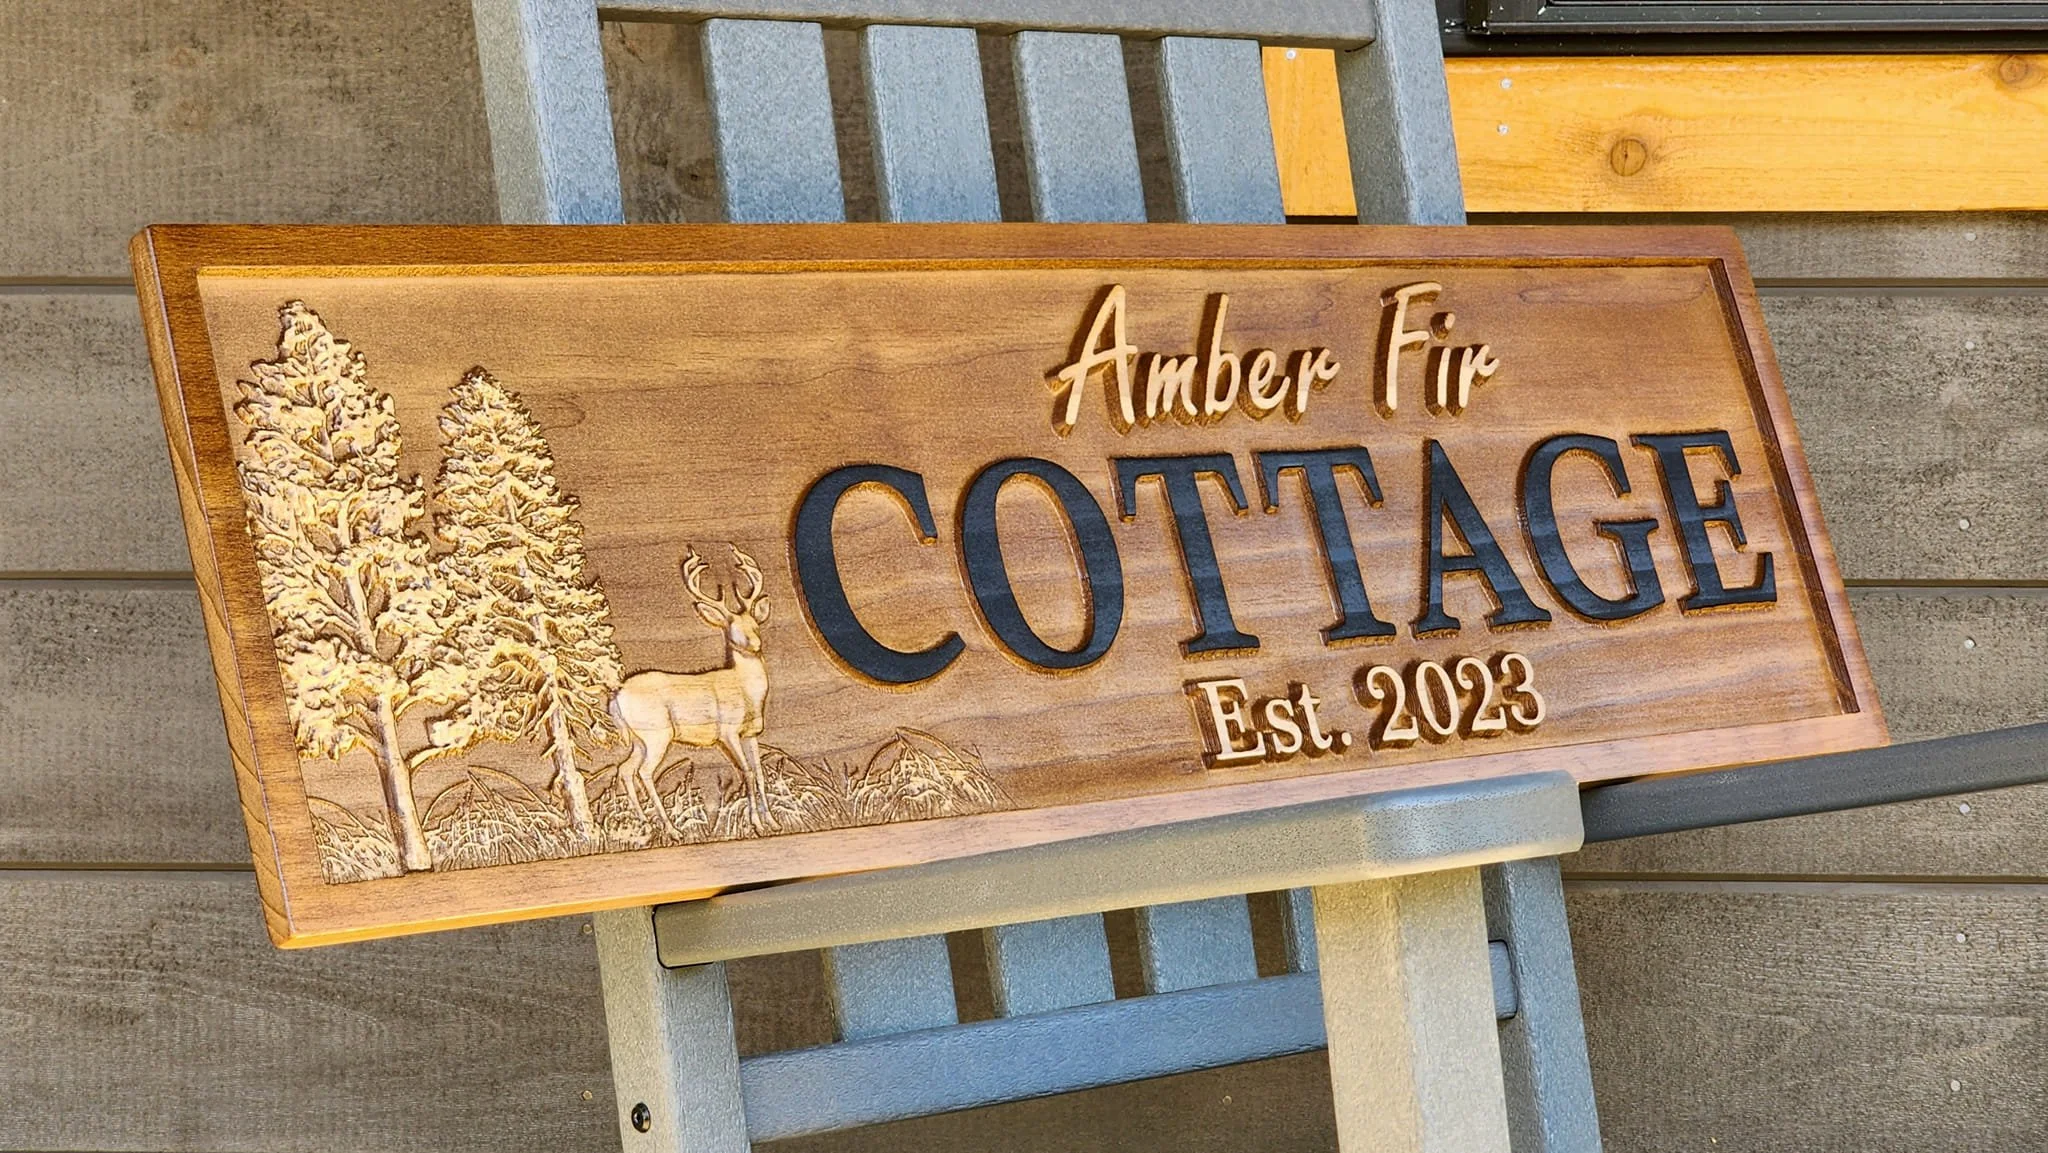 Amber Fir
COTTAGE
Est. 2023